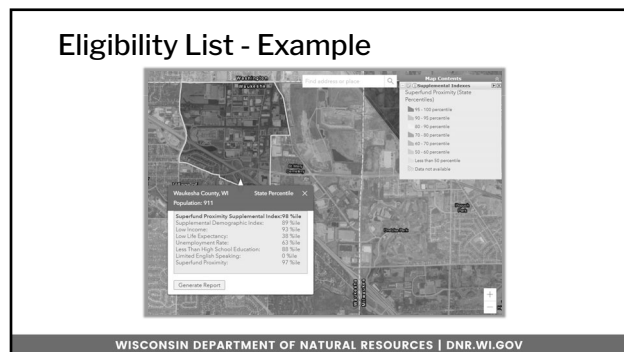 Eligibility List - Example
Washington
Find address or place
Map Contents
Supplemental Indexes
Superfund Proximity (State
Percentiles)
95 - 100 percentile
90 - 95 percentile
80 - 90 percentile
70 - 80 percentile
60 - 70 percentile
50 - 60 percentile
Less than 50 percentile
Data not available
Waukesha County, WI State Percentile
Population: 911
Superfund Proximity Supplemental Index:98 %ile
Supplemental Demographic Index: 89 %ile
Low Income: 93 %ile
Low Life Expectancy: 38 %ile
Unemployment Rate: 63 %ile
Less Than High School Education: 88 %ile
Limited English Speaking: 0 %ile
Superfund Proximity: 97 %ile
Generate Report
WISCONSIN DEPARTMENT OF NATURAL RESOURCES | DNR.WI.GOV